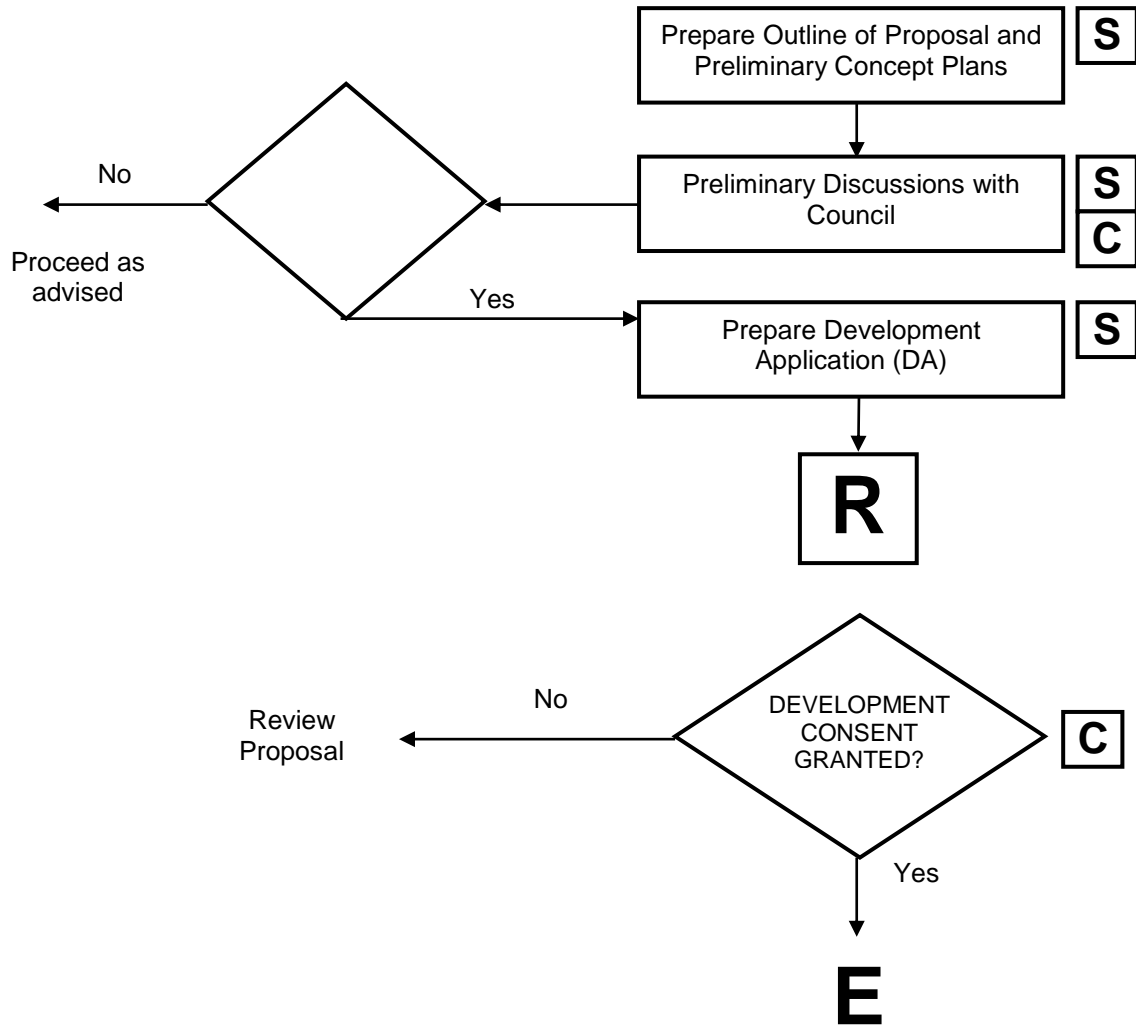 Prepare Outline of Proposal and
Preliminary Concept Plans
S
Preliminary Discussions with
Council
S
C
No
Proceed as
advised
Yes
Prepare Development
Application (DA)
S
R
DEVELOPMENT
CONSENT
GRANTED?
C
No
Review
Proposal
Yes
E